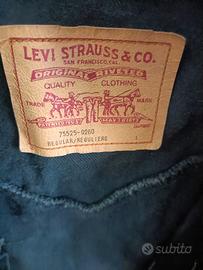 LEVI STRAUSS & CO.
SAN FRANCISCO, CAL.
ORIGINAL RIVETED
QUALITY CLOTHING
TRADE MARK
75525-0260
REGULAR/REGULIERE
subito